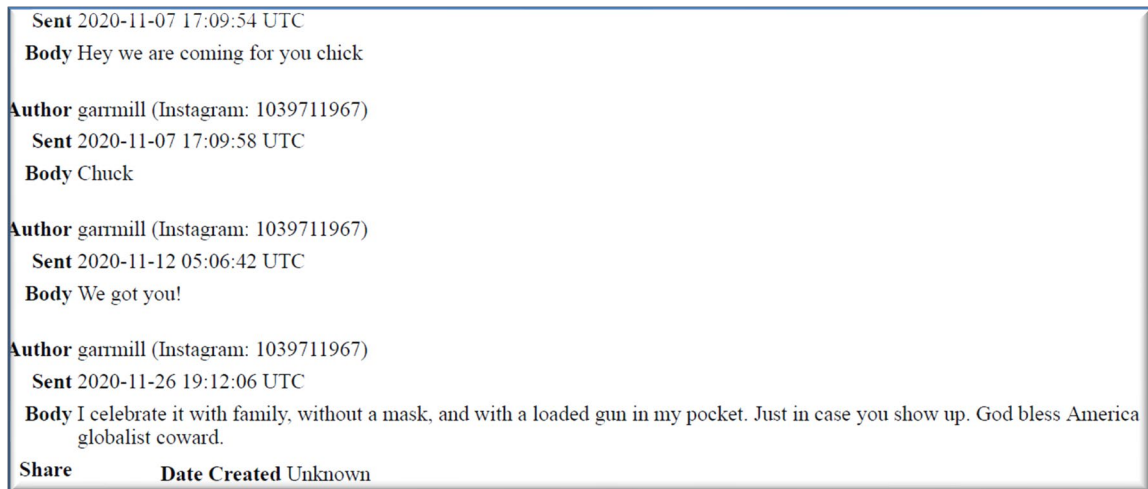 Sent 2020-11-07 17:09:54 UTC
Body Hey we are coming for you chick
Author garrmill (Instagram: 1039711967)
Sent 2020-11-07 17:09:58 UTC
Body Chuck
Author garrmill (Instagram: 1039711967)
Sent 2020-11-12 05:06:42 UTC
Body We got you!
Author garrmill (Instagram: 1039711967)
Sent 2020-11-26 19:12:06 UTC
Body I celebrate it with family, without a mask, and with a loaded gun in my pocket. Just in case you show up. God bless America
globalist coward.
Share Date Created Unknown